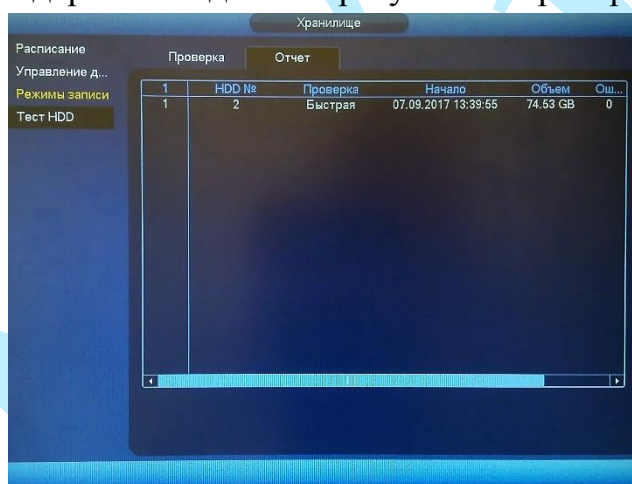 Хранилище
Расписание
Управление д...
Режимы записи
Тест HDD
Проверка Отчет
1 HDD № Проверка Начало Объем Ош...
1 2 Быстрая 07.09.2017 13:39:55 74.53 GB 0